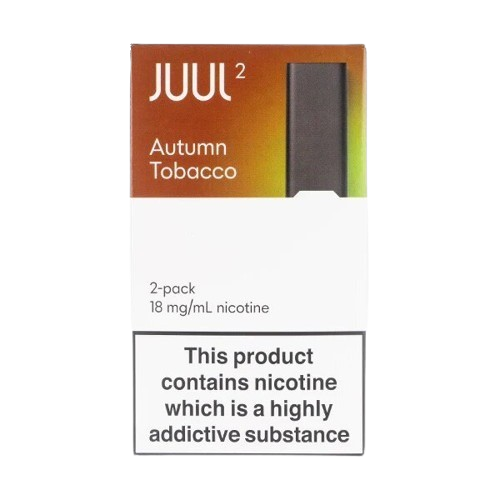 JUUL2
Autumn
Tobacco
2-pack
18 mg/mL nicotine
This product
contains nicotine
which is a highly
addictive substance